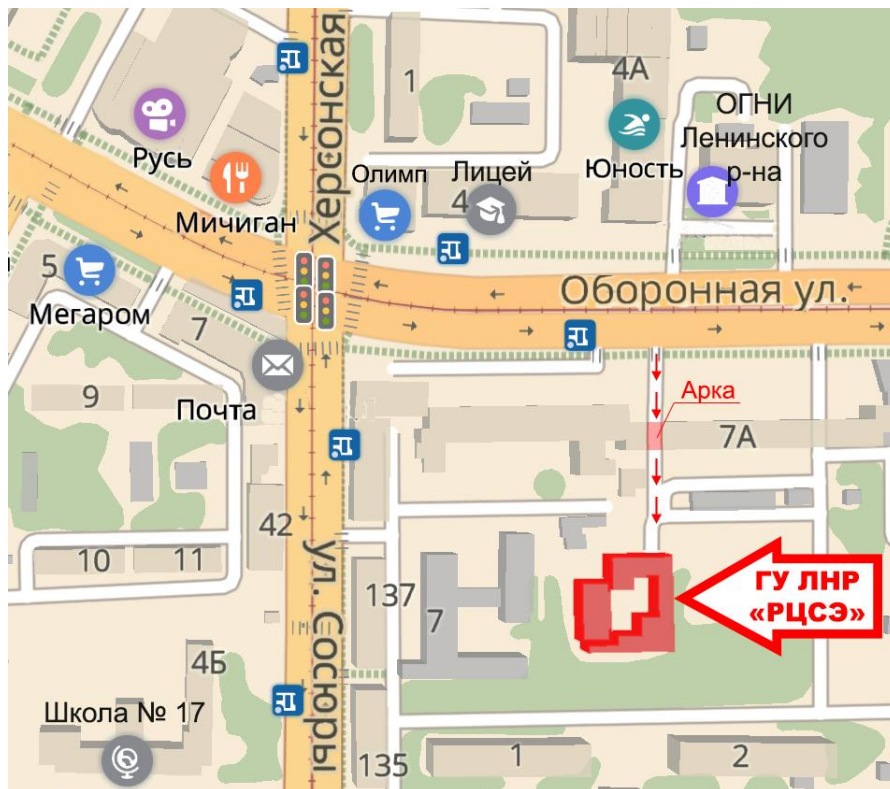 Херсонская
1
4А
ОГНИ
Ленинского
р-на
Русь
Юность
Олимп
Лицей
4
Мичиган
5
Мегаром
Оборонная ул.
7
Почта
Арка
9
7А
42
10
11
ул. Сосюры
137
7
ГУ ЛНР
«РЦСЭ»
4Б
Школа № 17
135
1
2